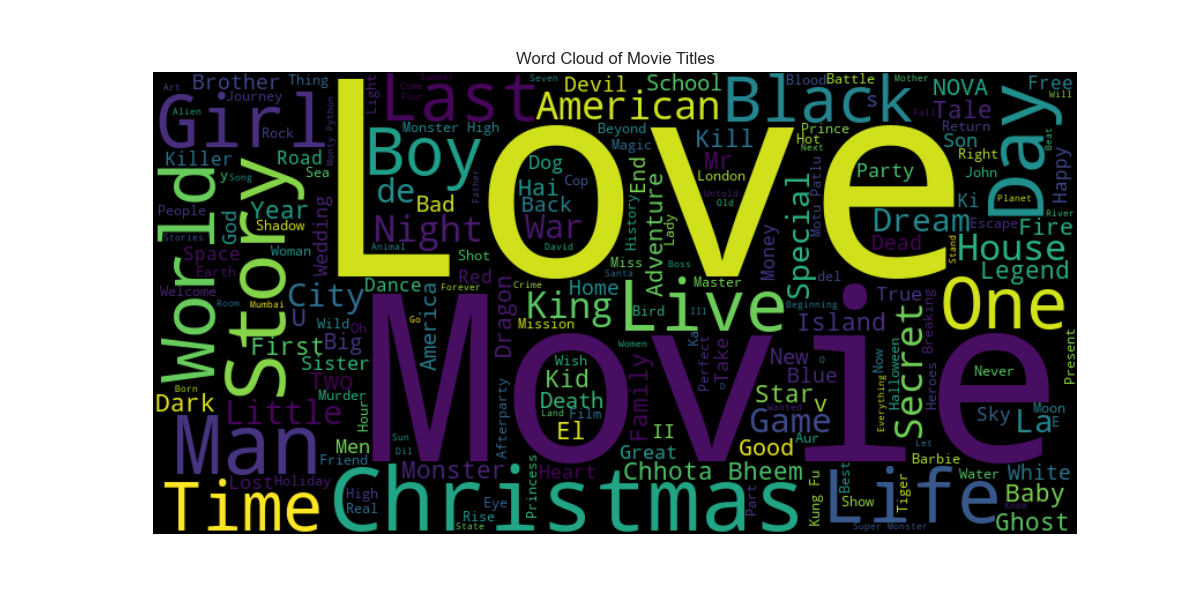 Word Cloud of Movie Titles
Love
Movie
Christmas
Last
Black
American
Girl
Boy
Day
World
Story
Man
Time
Life
Live
One
Secret
House
King
Night
Little
City
Game
Dream
War
Special
Brother
Thing
Art
Journey
Alien
Rock
Light
Monty Python
Come
Four
Summer
Devil
Seven
School
Blood
Battle
Mother
s
NOVA
Free
Will
Tale
Fall
Beat
Killer
Road
y
Song
Sea
Monster High
Beyond
Magic
Kill
Prince
Hot
Return
Son
Next
Right
Happy
People
Year
God
Shadow
Stories
Woman
Wedding
de
Bad
Father
Dog
Hai
Cop
Back
Mr
London
Untold
Old
End
Party
Motu Patlu
John
Ki
Planet
Escape
River
Fire
Space
Earth
Animal
Shot
David
History
Adventure
Lady
Miss
Money
Dead
Stand
Legend
Welcome
Room
Mumbai
U
Dance
Forever
Red
Santa
Boss
Home
Crime
Master
del
True
Wild
Oh
Go
America
Dragon
Mission
Bird
III
Beginning
Island
First
Big
Sister
Women
Ka
Perfect
Take
New
O
Now
Heroes Breaking
Present
Born
Two
Murder
Wish
Kid
Death
Land
Film
El
Family
D
Blue
Star
v
Wanted
Everything
Halloween
Never
Dark
Hour
Afterparty
Sky
Moon
La
E
Men
Sun
Dil
Friend
II
Great
Good
Aur
Let
Lost
Holiday
Monster
Heart
Chhota Bheem
Barbie
Best
Water
White
High
Real
Eye
Rise
State
Princess
Part
Kung Fu
Show
Super Monster
Tiger
Know
Baby
Ghost